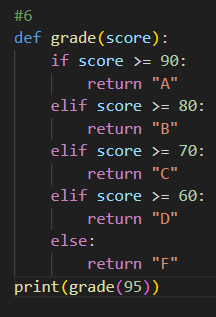 #6
def grade(score):
    if score >= 90:
        return "A"
    elif score >= 80:
        return "B"
    elif score >= 70:
        return "C"
    elif score >= 60:
        return "D"
    else:
        return "F"
print(grade(95))